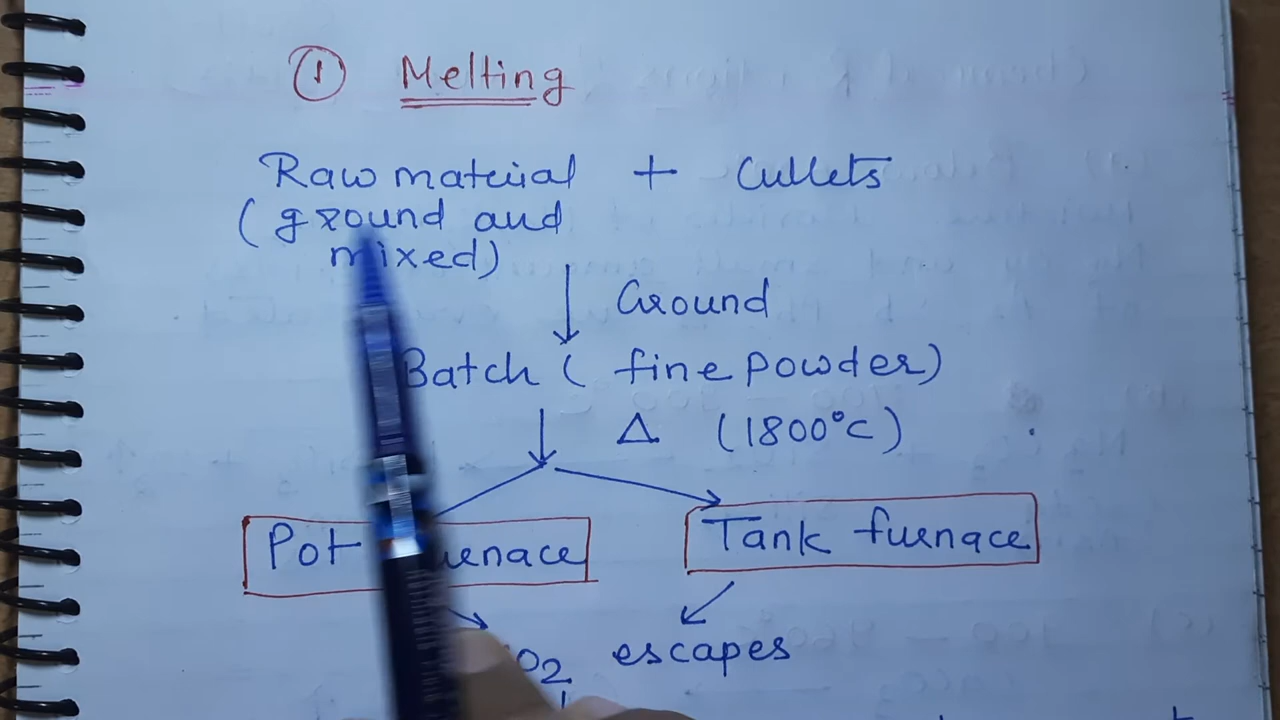 ① Melting
Raw material + Cullets
(ground and
mixed)
Ground
Batch (fine powder)
Δ (1800°C)
Pot
Tank furnace
escapes